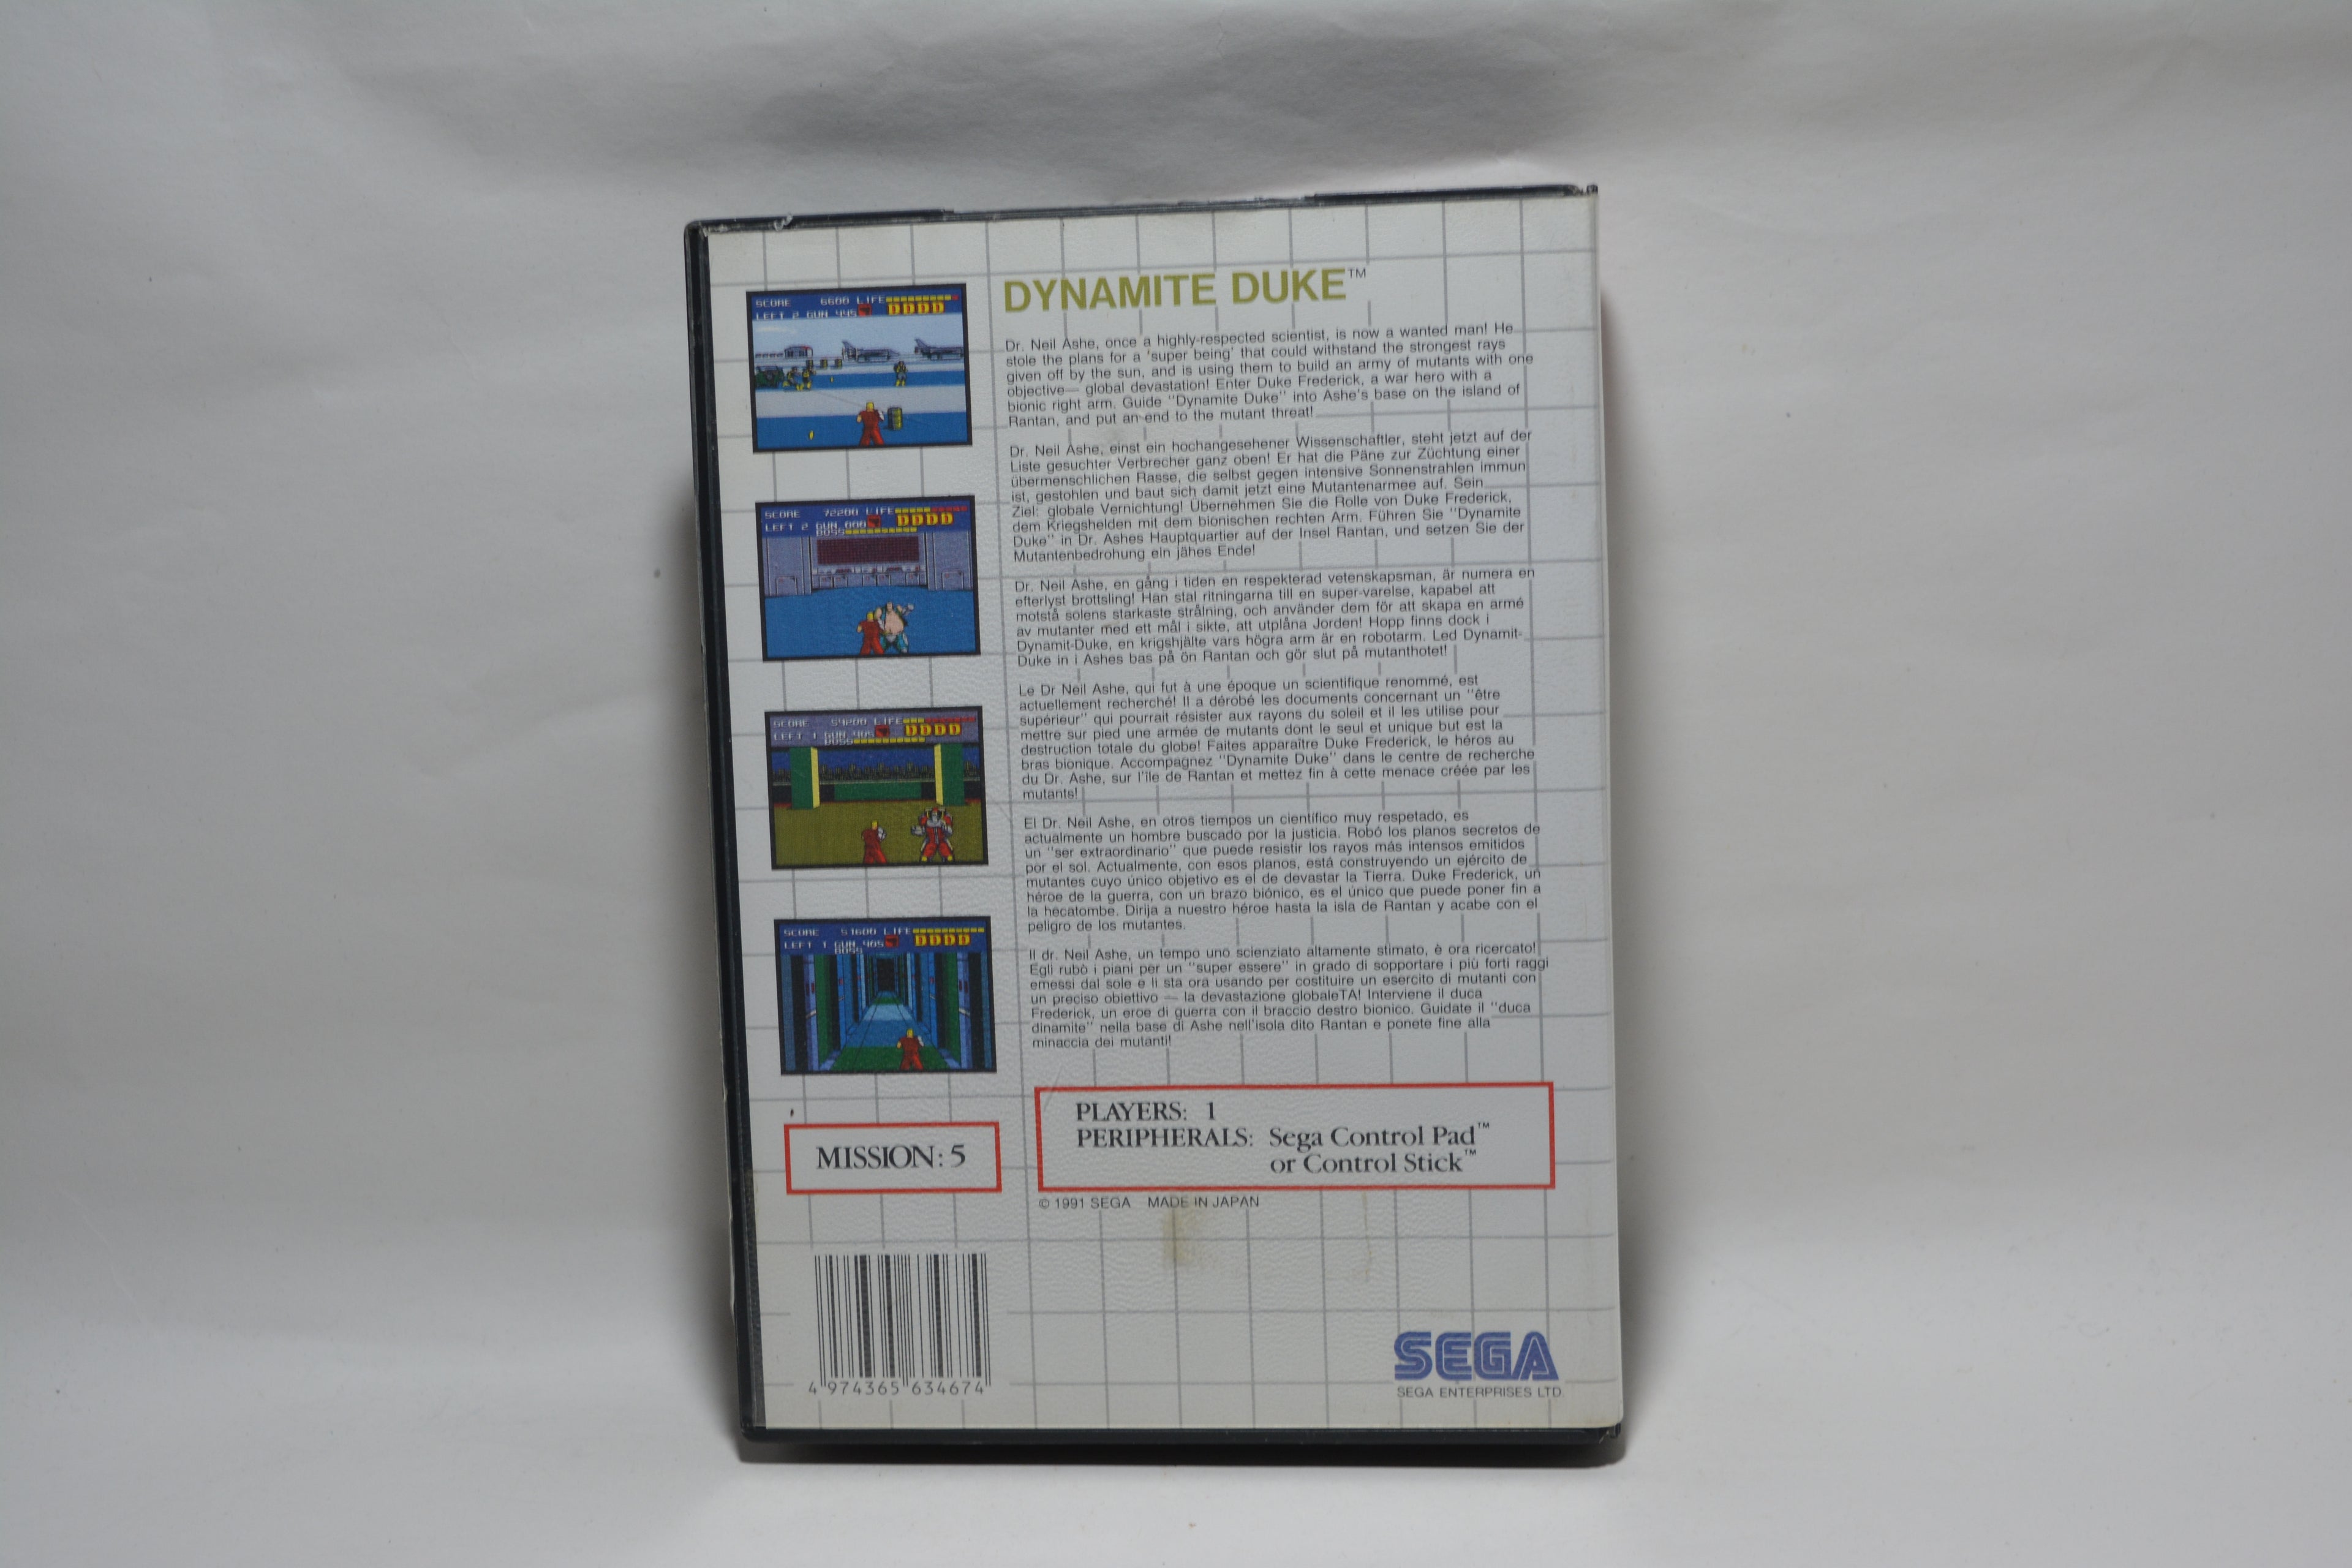 DYNAMITE DUKE™
Dr. Neil Ashe, once a highly-respected scientist, is now a wanted man! He
stole the plans for a 'super being' that could withstand the strongest rays
given off by the sun, and is using them to build an army of mutants with one
objective— global devastation! Enter Duke Frederick, a war hero with a
bionic right arm. Guide "Dynamite Duke" into Ashe's base on the island of
Rantan, and put an end to the mutant threat!
Dr. Neil Ashe, einst ein hochangesehener Wissenschaftler, steht jetzt auf der
Liste gesuchter Verbrecher ganz oben! Er hat die Päne zur Züchtung einer
übermenschlichen Rasse, die selbst gegen intensive Sonnenstrahlen immun
ist, gestohlen und baut sich damit jetzt eine Mutantenarmee auf. Sein
Ziel: globale Vernichtung! Übernehmen Sie die Rolle von Duke Frederick,
dem Kriegshelden mit dem bionischen rechten Arm. Führen Sie "Dynamite
Duke" in Dr. Ashes Hauptquartier auf der Insel Rantan, und setzen Sie der
Mutantenbedrohung ein jähes Ende!
Dr. Neil Ashe, en gång i tiden en respekterad vetenskapsman, är numera en
efterlyst brottsling! Han stal ritningarna till en super-varelse, kapabel att
motstå solens starkaste strålning, och använder dem för att skapa en armé
av mutanter med ett mål i sikte, att utplåna Jorden! Hopp finns dock i
Dynamit-Duke, en krigshjälte vars högra arm är en robotarm. Led Dynamit-
Duke in i Ashes bas på ön Rantan och gör slut på mutanthotet!
Le Dr Neil Ashe, qui fut à une époque un scientifique renommé, est
actuellement recherché! Il a dérobé les documents concernant un "être
supérieur" qui pourrait résister aux rayons du soleil et il les utilise pour
mettre sur pied une armée de mutants dont le seul et unique but est la
destruction totale du globe! Faites apparaître Duke Frederick, le héros au
bras bionique. Accompagnez "Dynamite Duke" dans le centre de recherche
du Dr. Ashe, sur l'île de Rantan et mettez fin à cette menace créée par les
mutants!
El Dr. Neil Ashe, en otros tiempos un científico muy respetado, es
actualmente un hombre buscado por la justicia. Robó los planos secretos de
un "ser extraordinario" que puede resistir los rayos más intensos emitidos
por el sol. Actualmente, con esos planos, está construyendo un ejército de
mutantes cuyo único objetivo es el de devastar la Tierra. Duke Frederick, un
héroe de la guerra, con un brazo biónico, es el único que puede poner fin a
la hecatombe. Dirija a nuestro héroe hasta la isla de Rantan y acabe con el
peligro de los mutantes.
Il dr. Neil Ashe, un tempo uno scienziato altamente stimato, è ora ricercato!
Egli rubò i piani per un "super essere" in grado di sopportare i più forti raggi
emessi dal sole e li sta ora usando per costituire un esercito di mutanti con
un preciso obiettivo — la devastazione globaleTA! Interviene il duca
Frederick, un eroe di guerra con il braccio destro bionico. Guidate il "duca
dinamite" nella base di Ashe nell'isola dito Rantan e ponete fine alla
minaccia dei mutanti!
SCORE 6600 LIFE
LEFT 2 GUN 445 DDDD
SCORE 72200 LIFE
LEFT 2 GUN 000 DDDD
BOSS
SCORE 54200 LIFE
LEFT 1 GUN 405 DDDD
BOSS
SCORE 51600 LIFE
LEFT 1 GUN 405 DDDD
BOSS
MISSION: 5
PLAYERS: 1
PERIPHERALS: Sega Control Pad™
or Control Stick™
© 1991 SEGA MADE IN JAPAN
4 974365 634674
SEGA
SEGA ENTERPRISES LTD.